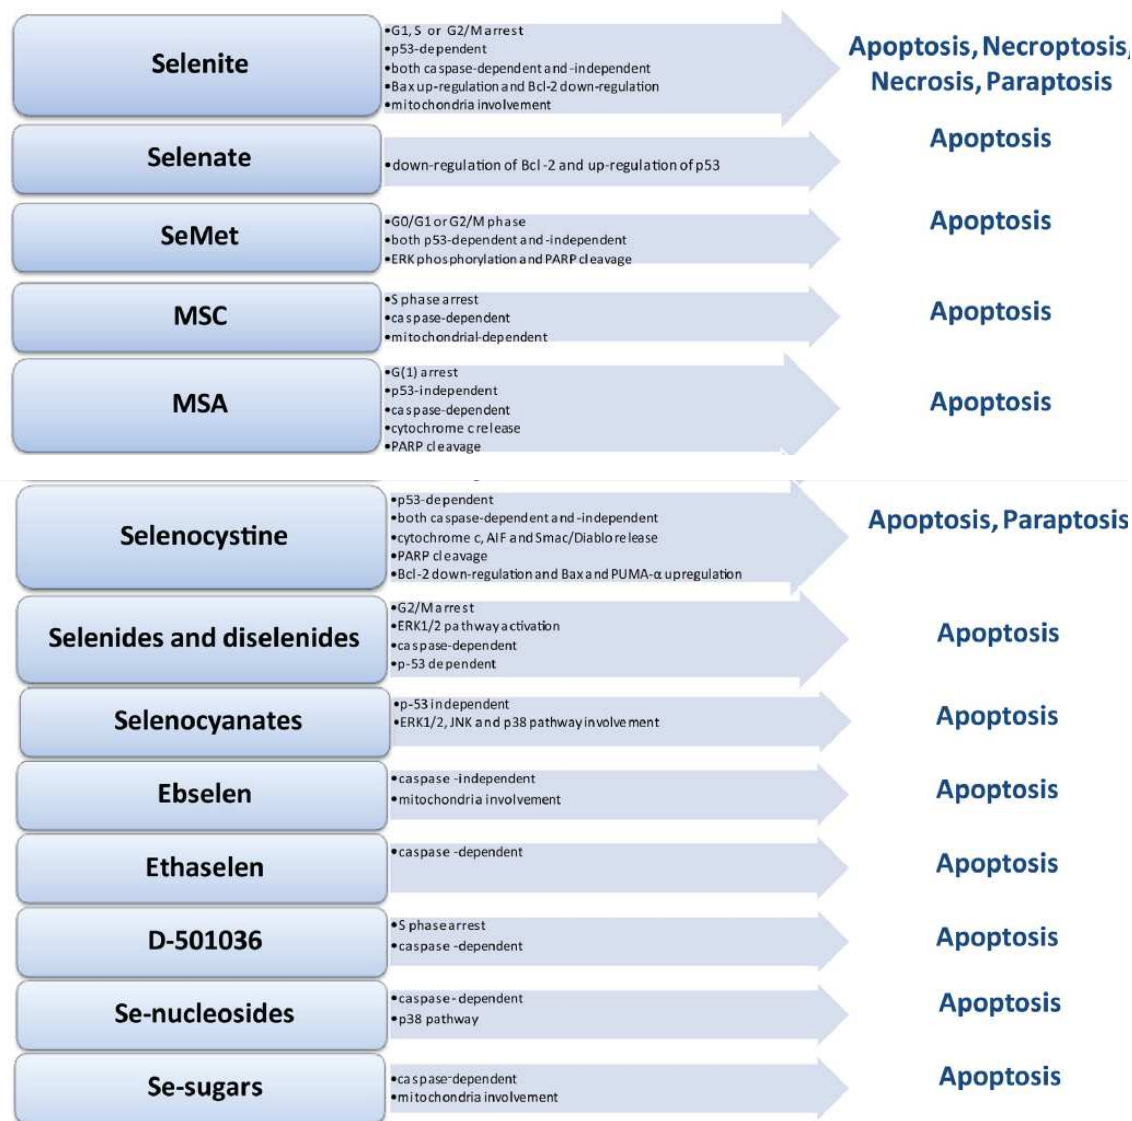 Selenite
•G1, S or G2/M arrest
•p53-dependent
•both caspase-dependent and -independent
•Bax up-regulation and Bcl-2 down-regulation
•mitochondria involvement
Apoptosis, Necroptosis,
Necrosis, Paraptosis
Selenate
•down-regulation of Bcl-2 and up-regulation of p53
Apoptosis
SeMet
•G0/G1 or G2/M phase
•both p53-dependent and -independent
•ERK phosphorylation and PARP cleavage
Apoptosis
MSC
•S phase arrest
•caspase-dependent
•mitochondrial-dependent
Apoptosis
MSA
•G(1) arrest
•p53-independent
•caspase-dependent
•cytochrome c release
•PARP cleavage
Apoptosis
Selenocystine
•p53-dependent
•both caspase-dependent and -independent
•cytochrome c, AIF and Smac/Diablo release
•PARP cleavage
•Bcl-2 down-regulation and Bax and PUMA-α upregulation
Apoptosis, Paraptosis
Selenides and diselenides
•G2/M arrest
•ERK1/2 pathway activation
•caspase-dependent
•p-53 dependent
Apoptosis
Selenocyanates
•p-53 independent
•ERK1/2, JNK and p38 pathway involvement
Apoptosis
Ebselen
•caspase -independent
•mitochondria involvement
Apoptosis
Ethaselen
•caspase -dependent
Apoptosis
D-501036
•S phase arrest
•caspase -dependent
Apoptosis
Se-nucleosides
•caspase - dependent
•p38 pathway
Apoptosis
Se-sugars
•caspase-dependent
•mitochondria involvement
Apoptosis